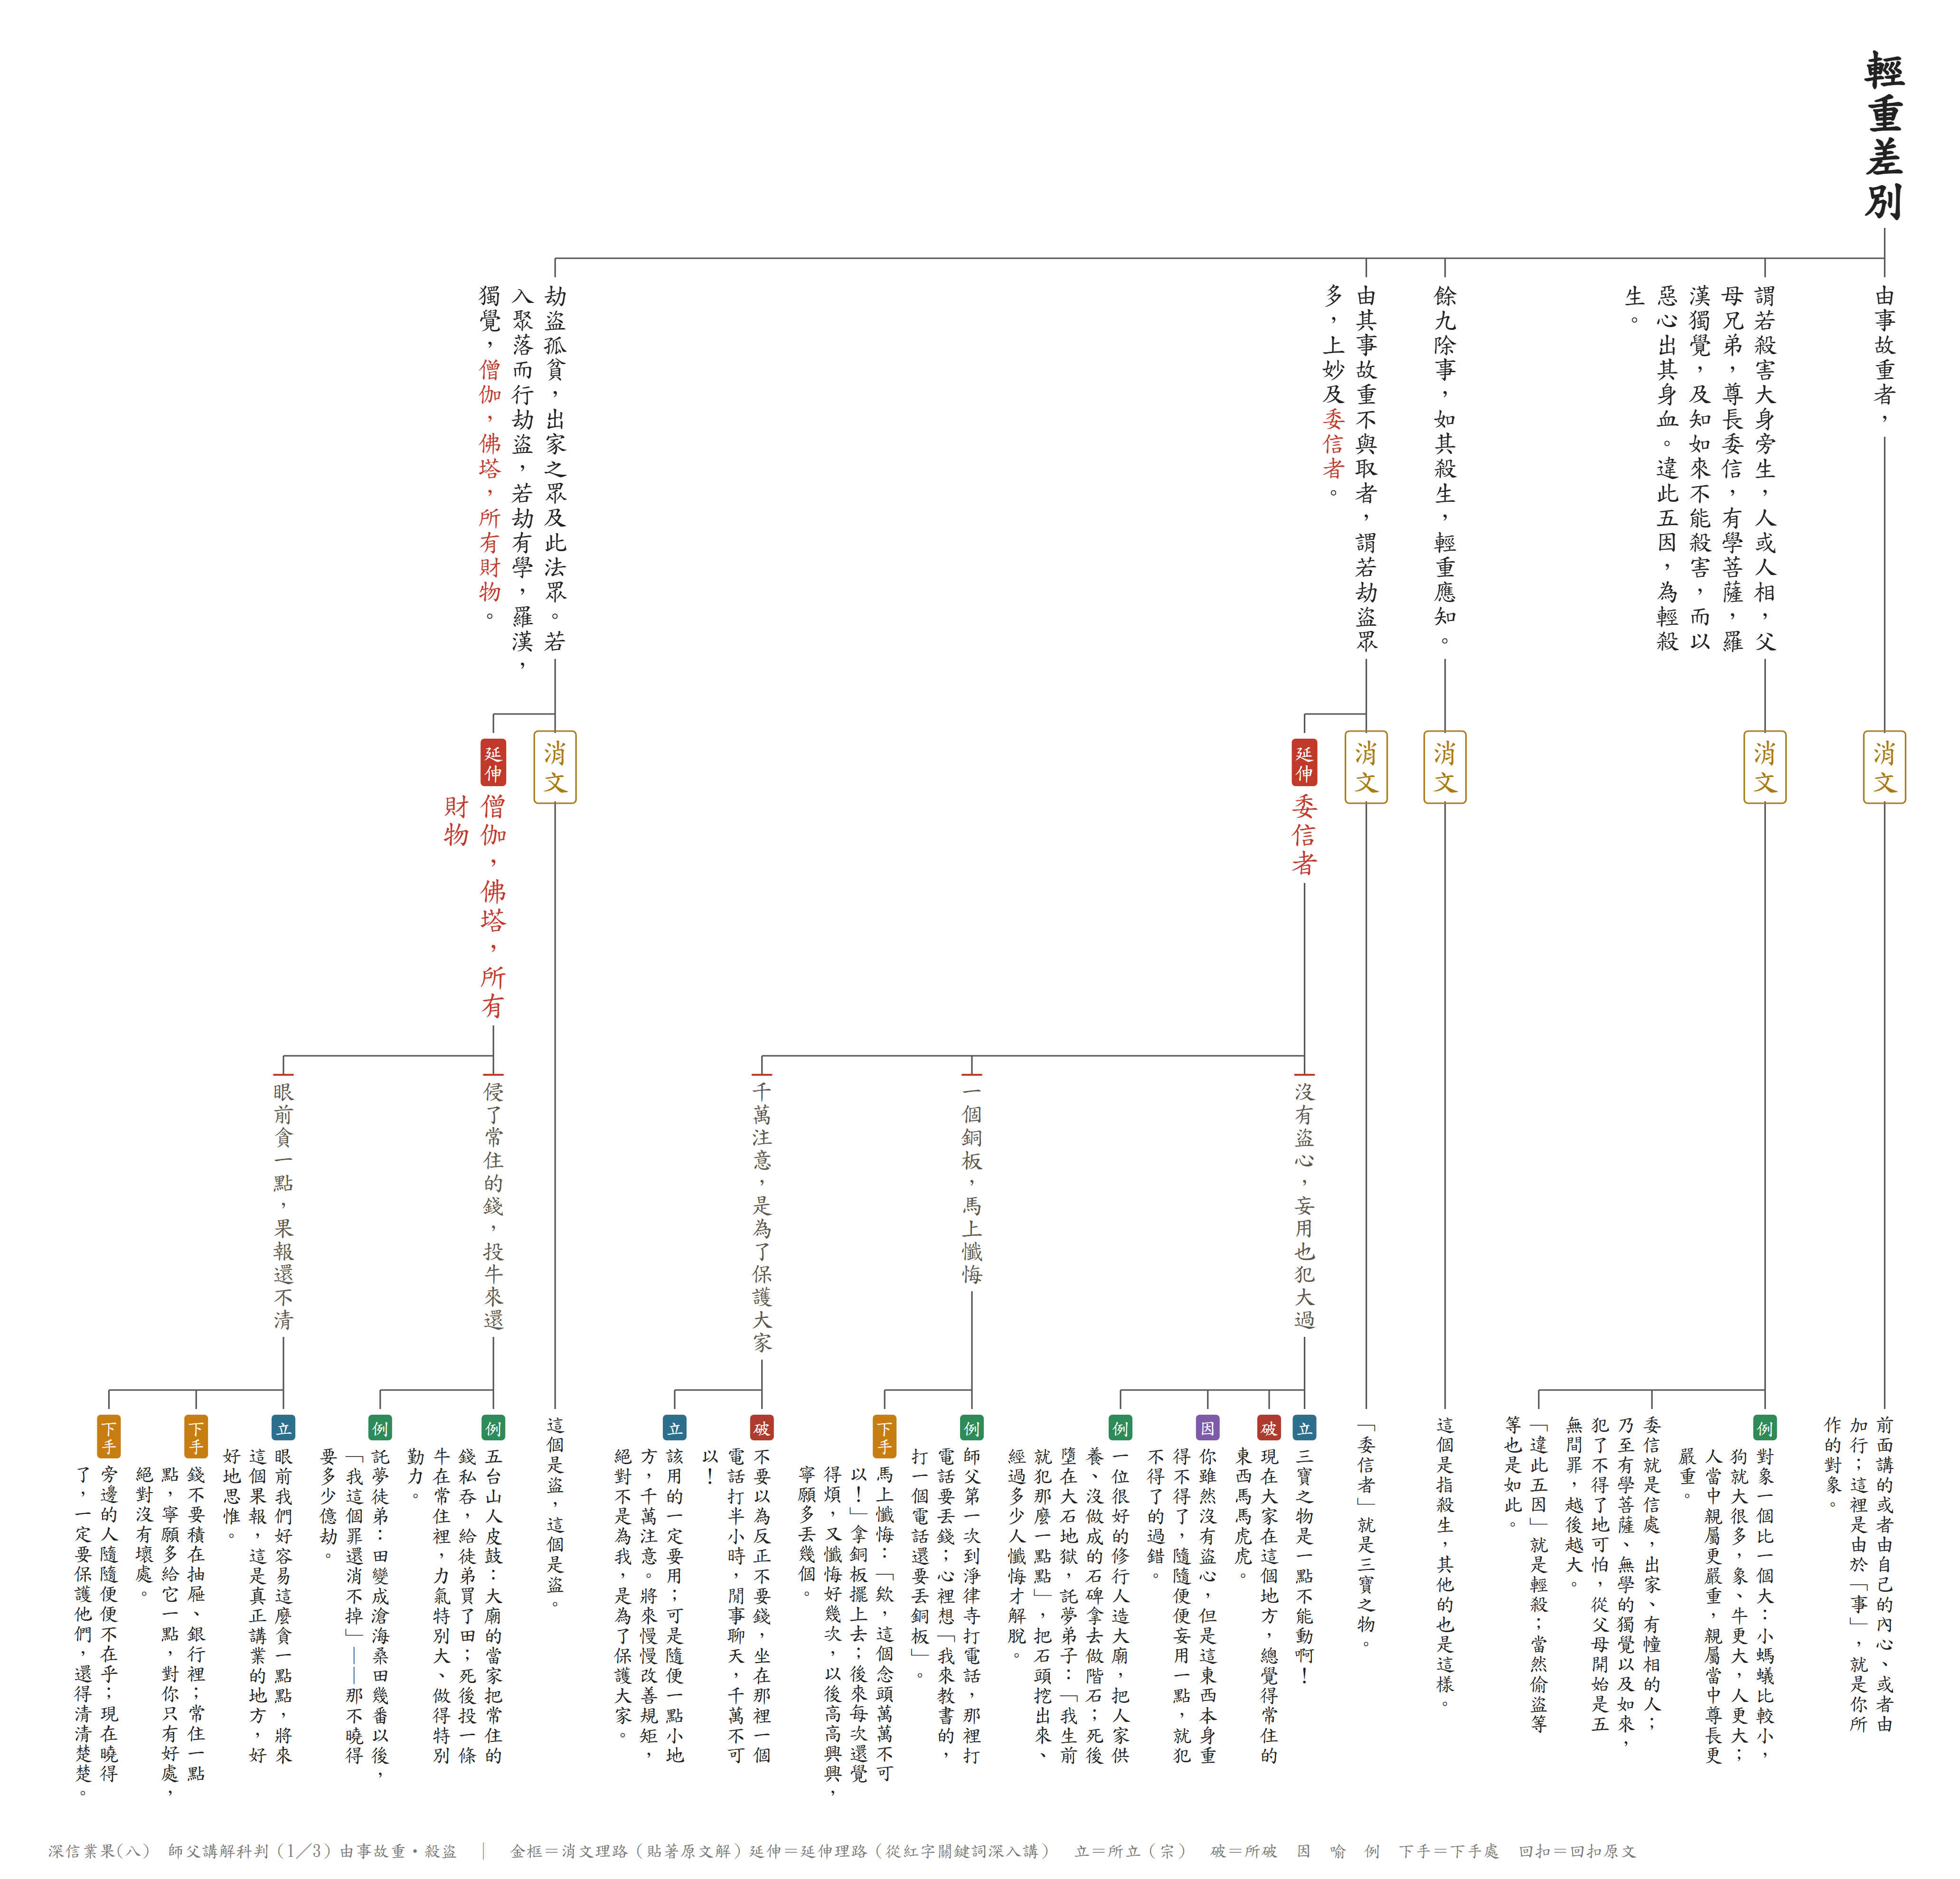 輕重差別
由事故重者，
謂若殺害大身旁生，人或人相，父
母兄弟，尊長委信，有學菩薩，羅
漢獨覺，及知如來不能殺害，而以
惡心出其身血。違此五因，為輕殺
生。
餘九除事，如其殺生，輕重應知。
由其事故重不與取者，謂若劫盜眾
多，上妙及委信者。
劫盜孤貧，出家之眾及此法眾。若
入聚落而行劫盜，若劫有學，羅漢，
獨覺，僧伽，佛塔，所有財物。
消文
消文
消文
消文
延伸
委信者
消文
延伸
僧伽，佛塔，所有
財物
沒有盜心，妄用也犯大過
一個銅板，馬上懺悔
千萬注意，是為了保護大家
侵了常住的錢，投牛來還
眼前貪一點，果報還不清
前面講的或者由自己的內心、或者由
加行；這裡是由於「事」，就是你所
作的對象。
例
對象一個比一個大：小螞蟻比較小，
狗就大很多，象、牛更大，人更大；
人當中親屬更嚴重，親屬當中尊長更
嚴重。
委信就是信處，出家、有幢相的人；
乃至有學菩薩、無學的獨覺以及如來，
犯了不得了地可怕，從父母開始是五
無間罪，越後越大。
「違此五因」就是輕殺；當然偷盜等
等也是如此。
這個是指殺生，其他的也是這樣。
「委信者」就是三寶之物。
立
三寶之物是一點不能動啊！
破
現在大家在這個地方，總覺得常住的
東西馬馬虎虎。
因
你雖然沒有盜心，但是這東西本身重
得不得了，隨隨便便妄用一點，就犯
不得了的過錯。
例
一位很好的修行人造大廟，把人家供
養、沒做成的石碑拿去做階石；死後
墮在大石地獄，託夢弟子：「我生前
就犯那麼一點點」，把石頭挖出來、
經過多少人懺悔才解脫。
例
師父第一次到淨律寺打電話，那裡打
電話要丟錢；心裡想「我來教書的，
打一個電話還要丟銅板」。
下手
馬上懺悔：「欸，這個念頭萬萬不可
以！」拿銅板擺上去；後來每次還覺
得煩，又懺悔好幾次，以後高高興興，
寧願多丟幾個。
破
不要以為反正不要錢，坐在那裡一個
電話打半小時，閒事聊天，千萬不可
以！
立
該用的一定要用；可是隨便一點小地
方，千萬注意。將來慢慢改善規矩，
絕對不是為我，是為了保護大家。
這個是盜，這個是盜。
例
五台山人皮鼓：大廟的當家把常住的
錢私吞，給徒弟買了田；死後投一條
牛在常住裡，力氣特別大、做得特別
勤力。
例
託夢徒弟：田變成滄海桑田幾番以後，
「我這個罪還消不掉」——那不曉得
要多少億劫。
立
眼前我們好容易這麼貪一點點，將來
這個果報，這是真正講業的地方，好
好地思惟。
下手
錢不要積在抽屜、銀行裡；常住一點
點，寧願多給它一點，對你只有好處，
絕對沒有壞處。
下手
旁邊的人隨隨便便不在乎；現在曉得
了，一定要保護他們，還得清清楚楚。
深信業果(八)　師父講解科判（1／3）由事故重・殺盜　｜　金框＝消文理路（貼著原文解）延伸＝延伸理路（從紅字關鍵詞深入講）　立＝所立（宗）　破＝所破　因　喻　例　下手＝下手處　回扣＝回扣原文